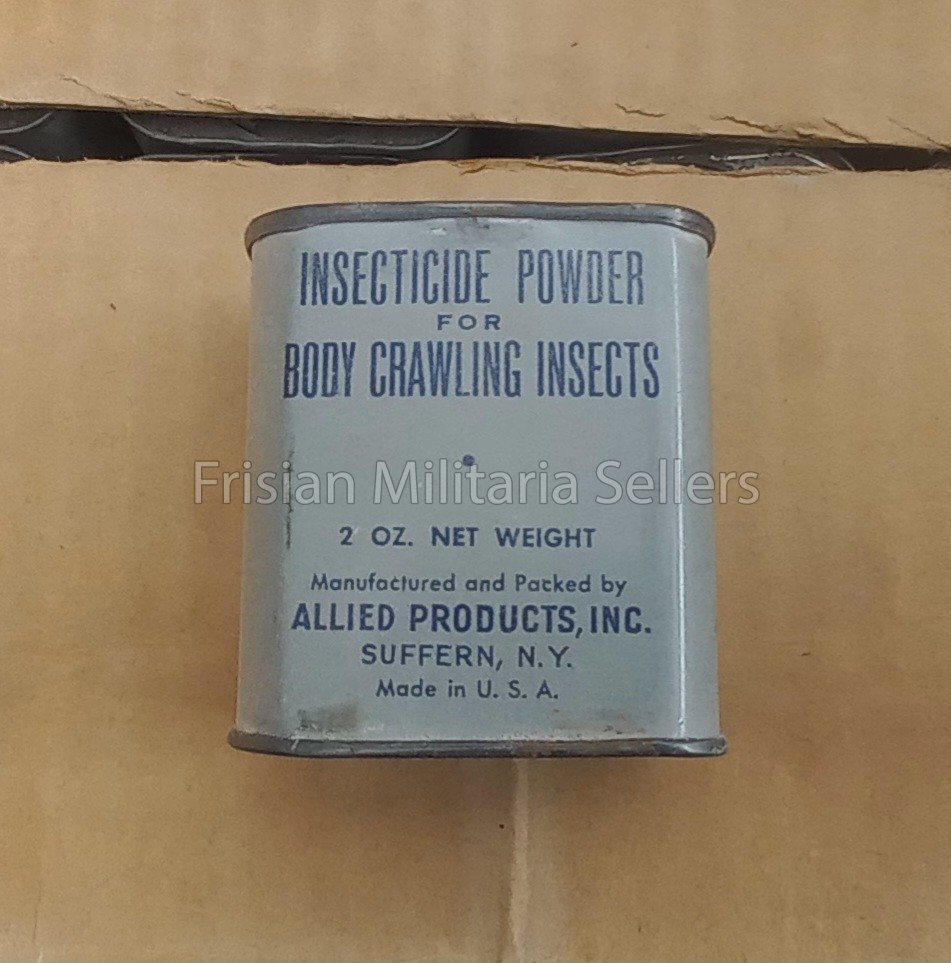 INSECTICIDE POWDER
FOR
BODY CRAWLING INSECTS
Frisian Militaria Sellers
2 OZ. NET WEIGHT
Manufactured and Packed by
ALLIED PRODUCTS, INC.
SUFFERN, N.Y.
Made in U. S. A.